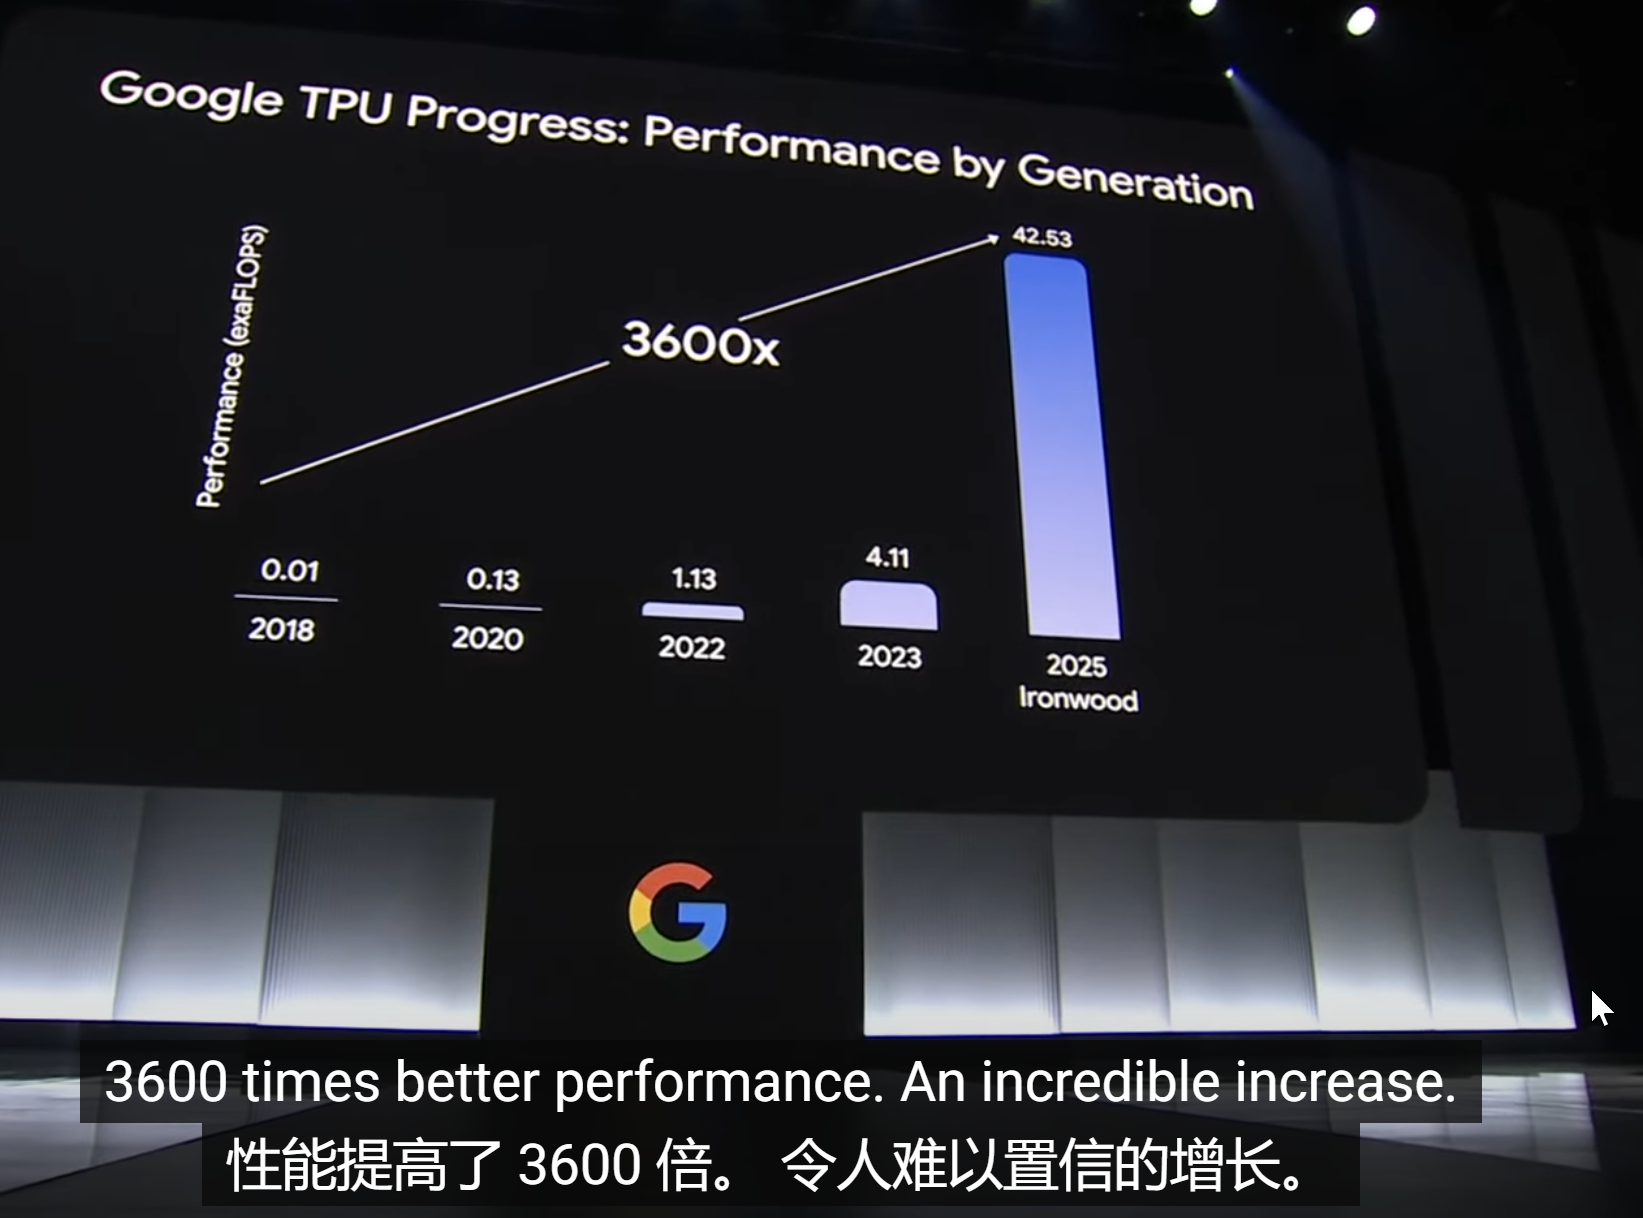 Google TPU Progress: Performance by Generation
Performance (exaFLOPS)
3600x
0.01
0.13
1.13
4.11
42.53
2018
2020
2022
2023
2025
Ironwood
3600 times better performance. An incredible increase.
性能提高了 3600 倍。 令人难以置信的增长。